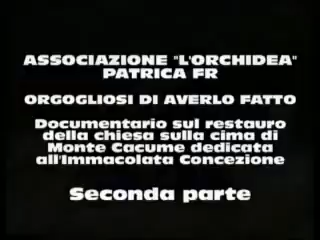 ASSOCIAZIONE "L'ORCHIDEA"
PATRICA FR
ORGOGLIOSI DI AVERLO FATTO
Documentario sul restauro
della chiesa sulla cima di
Monte Cacume dedicata
all'Immacolata Concezione
Seconda parte